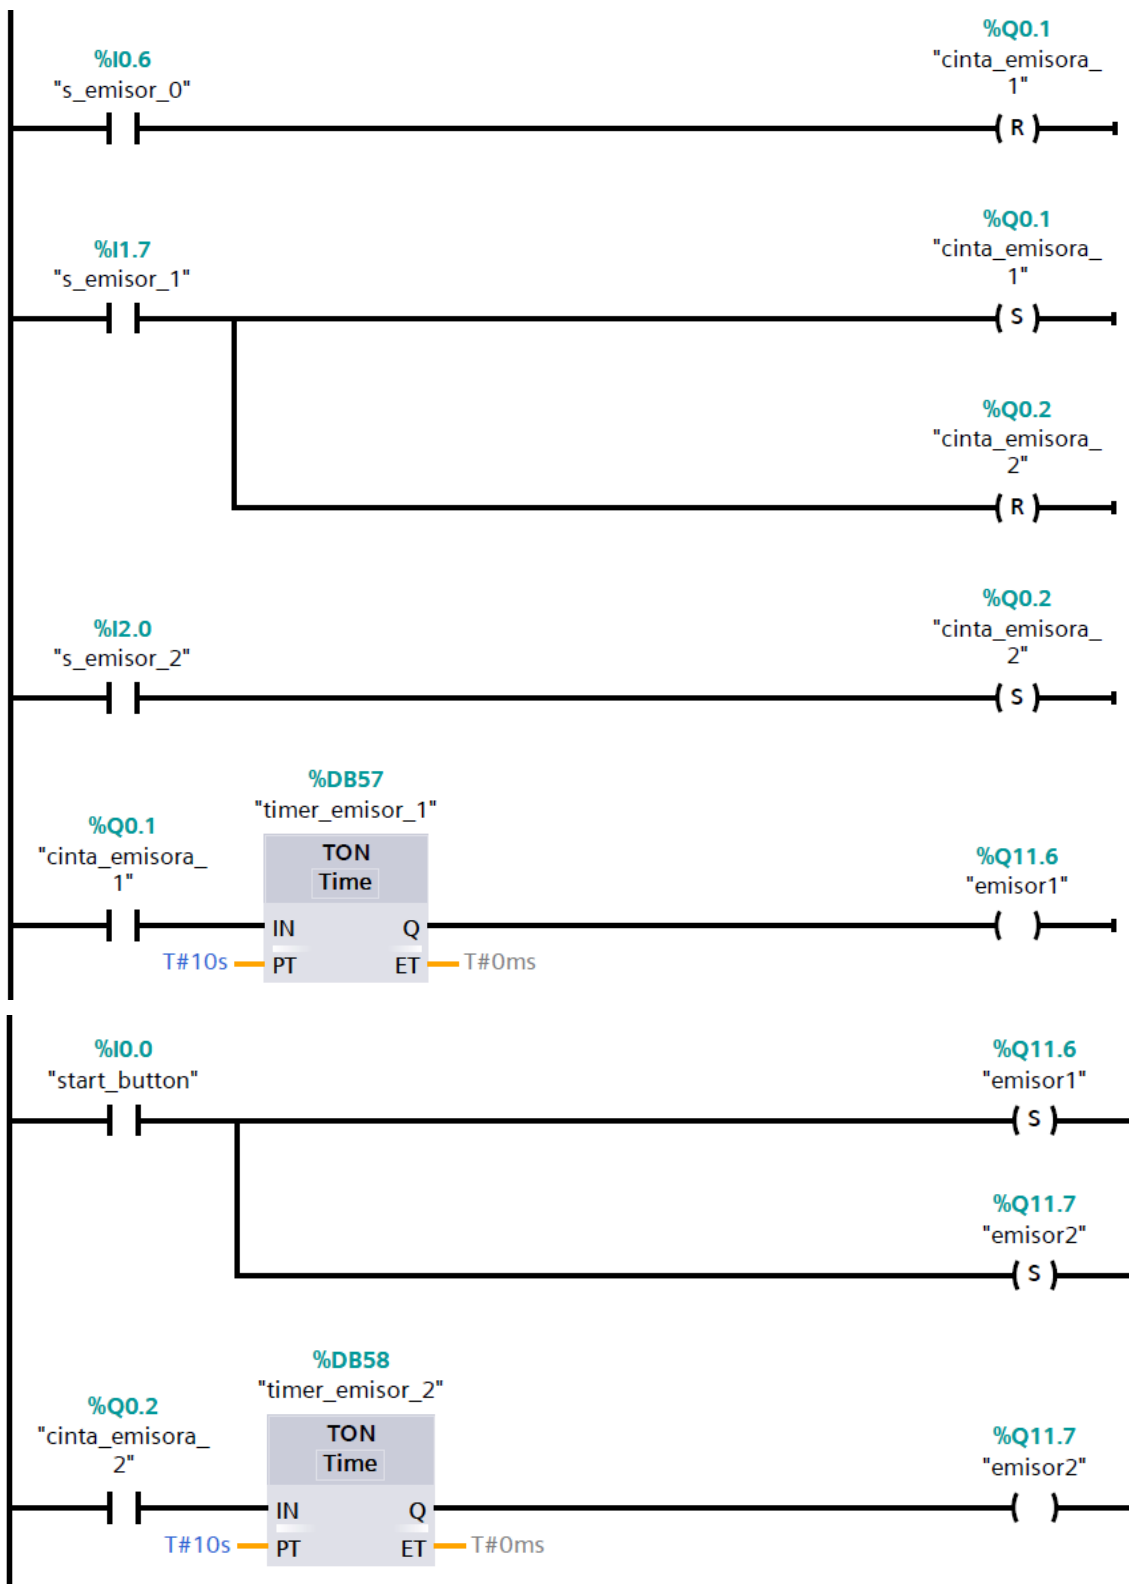 %Q0.1
%I0.6
"cinta_emisora_
"s_emisor_0"
1"
R
%Q0.1
%I1.7
"cinta_emisora_
"s_emisor_1"
1"
S
%Q0.2
"cinta_emisora_
2"
R
%Q0.2
%I2.0
"cinta_emisora_
"s_emisor_2"
2"
S
%DB57
"timer_emisor_1"
%Q0.1
"cinta_emisora_
1"
TON
Time
%Q11.6
"emisor1"
IN Q
T#10s PT ET T#0ms
%I0.0
"start_button"
%Q11.6
"emisor1"
S
%Q11.7
"emisor2"
S
%DB58
"timer_emisor_2"
%Q0.2
"cinta_emisora_
2"
TON
Time
%Q11.7
"emisor2"
IN Q
T#10s PT ET T#0ms